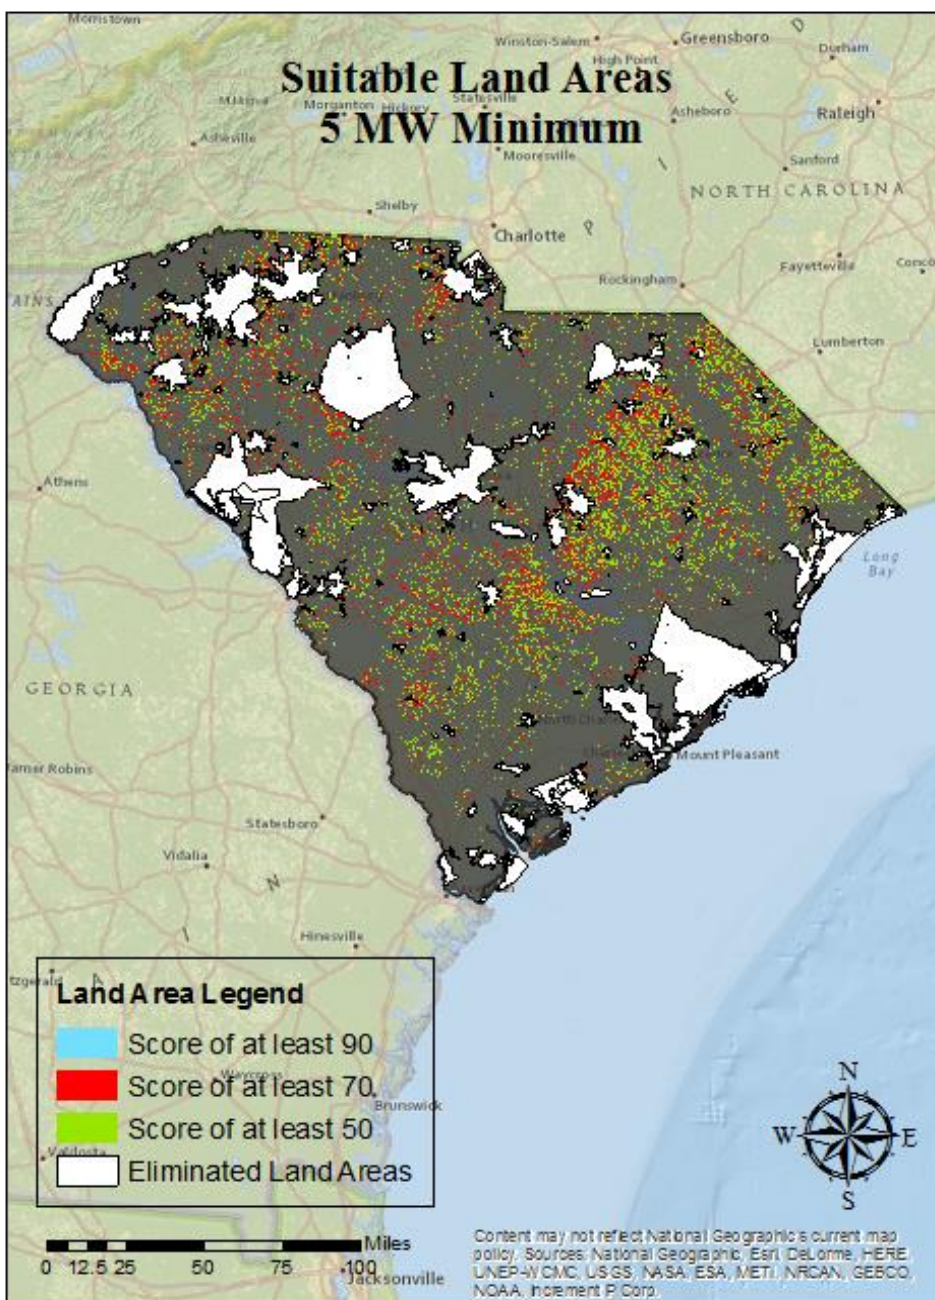 Morristown
Winston-Salem
Greensboro
High Point
Durham
Suitable Land Areas
5 MW Minimum
Morganton
Hickory
Statesville
Asheboro
Raleigh
Asheville
Mooresville
Sanford
NORTH CAROLINA
Shelby
Charlotte
Fayetteville
Rockingham
Lumberton
Athens
Long
Bay
GEORGIA
Mount Pleasant
Statesboro
Vidalia
Hinesville
Land Area Legend
Score of at least 90
Score of at least 70
Waycross
Brunswick
Score of at least 50
Valdosta
Eliminated Land Areas
N
W E
S
Miles
0 12.5 25 50 75 100
Jacksonville
Content may not reflect National Geographic's current map
policy. Sources: National Geographic, Esri, DeLorme, HERE,
UNEP-WCMC, USGS, NASA, ESA, METI, NRCAN, GEBCO,
NOAA, increment P Corp.